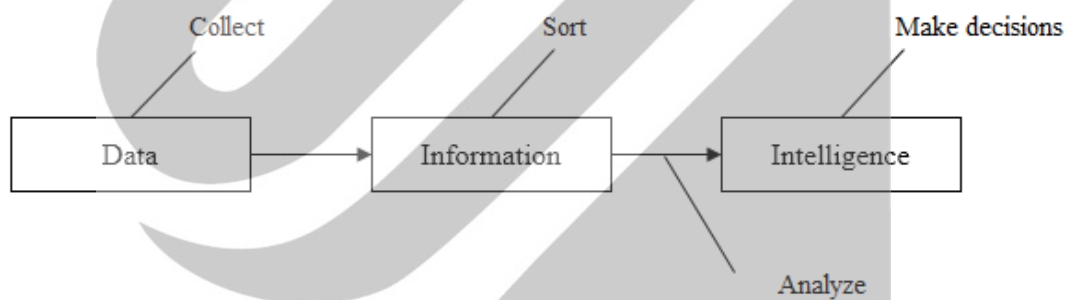 Collect
Sort
Make decisions
Data
Information
Intelligence
Analyze